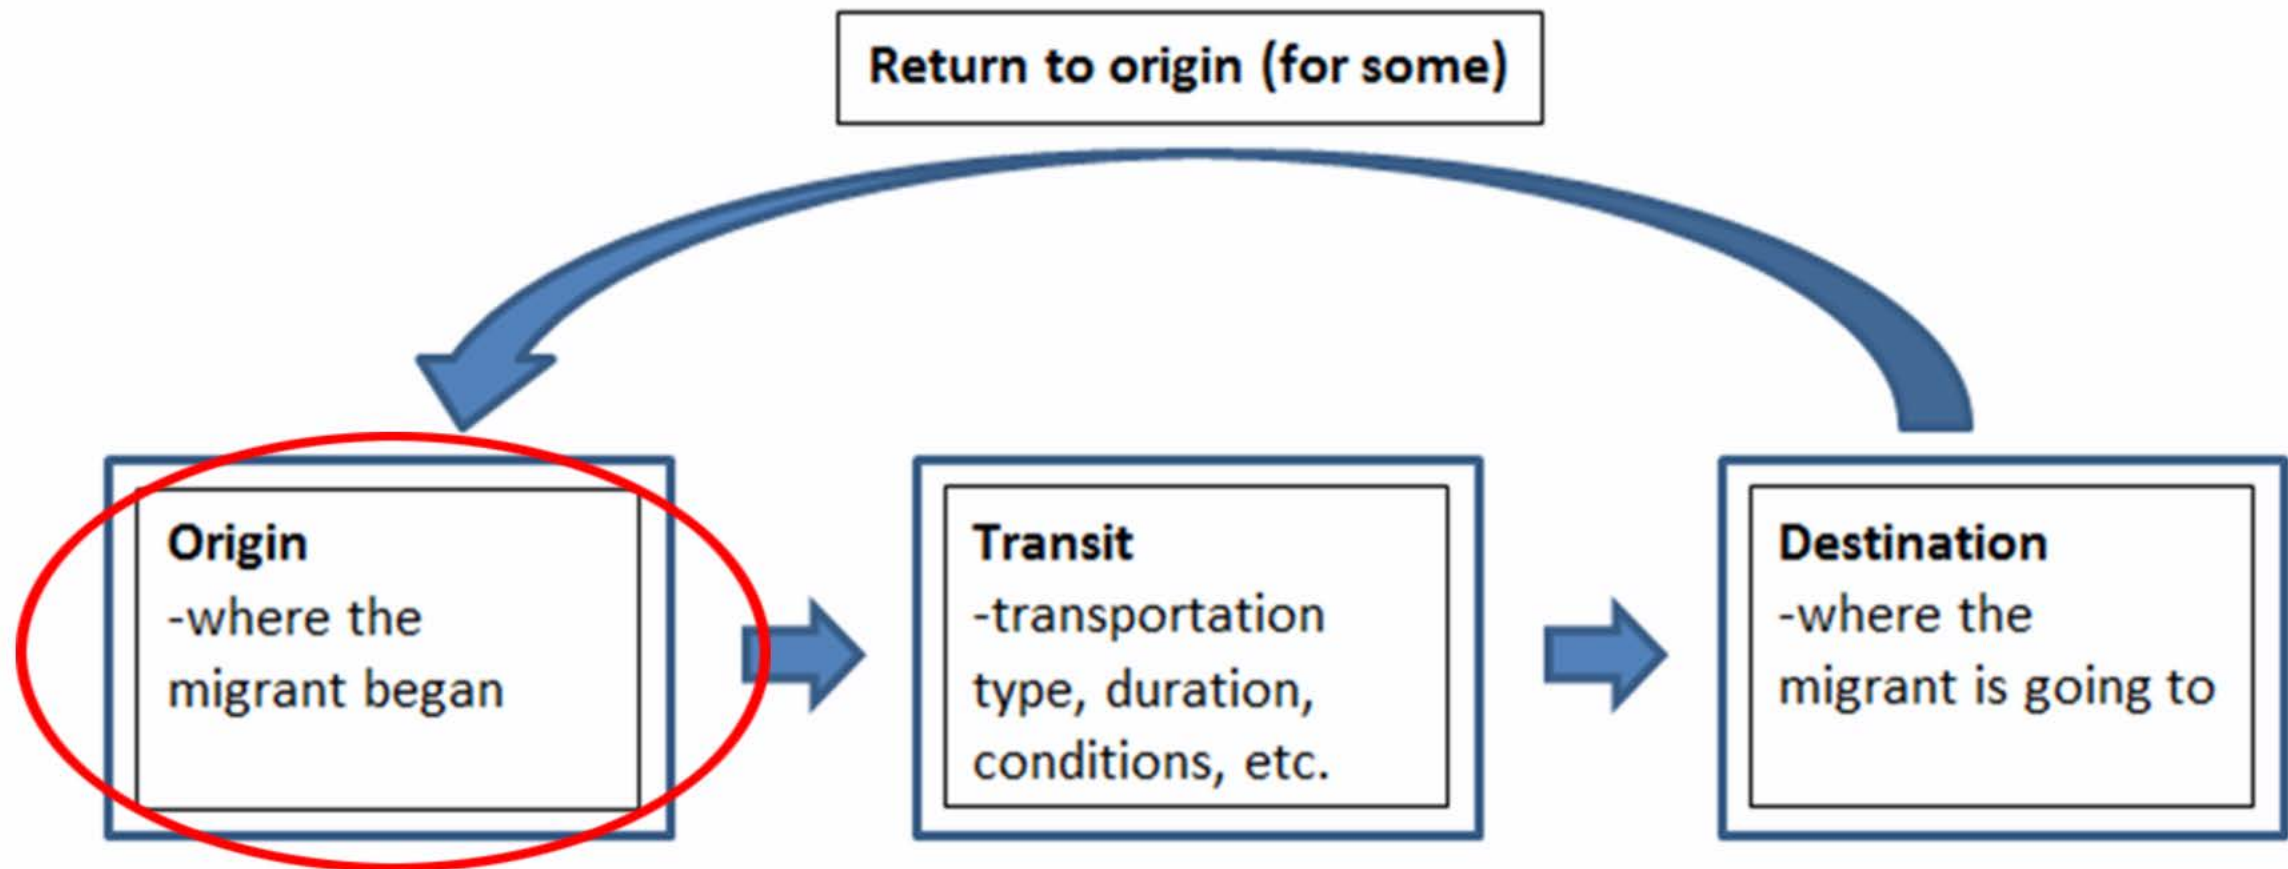 Return to origin (for some)
Origin
-where the
migrant began
Transit
-transportation
type, duration,
conditions, etc.
Destination
-where the
migrant is going to